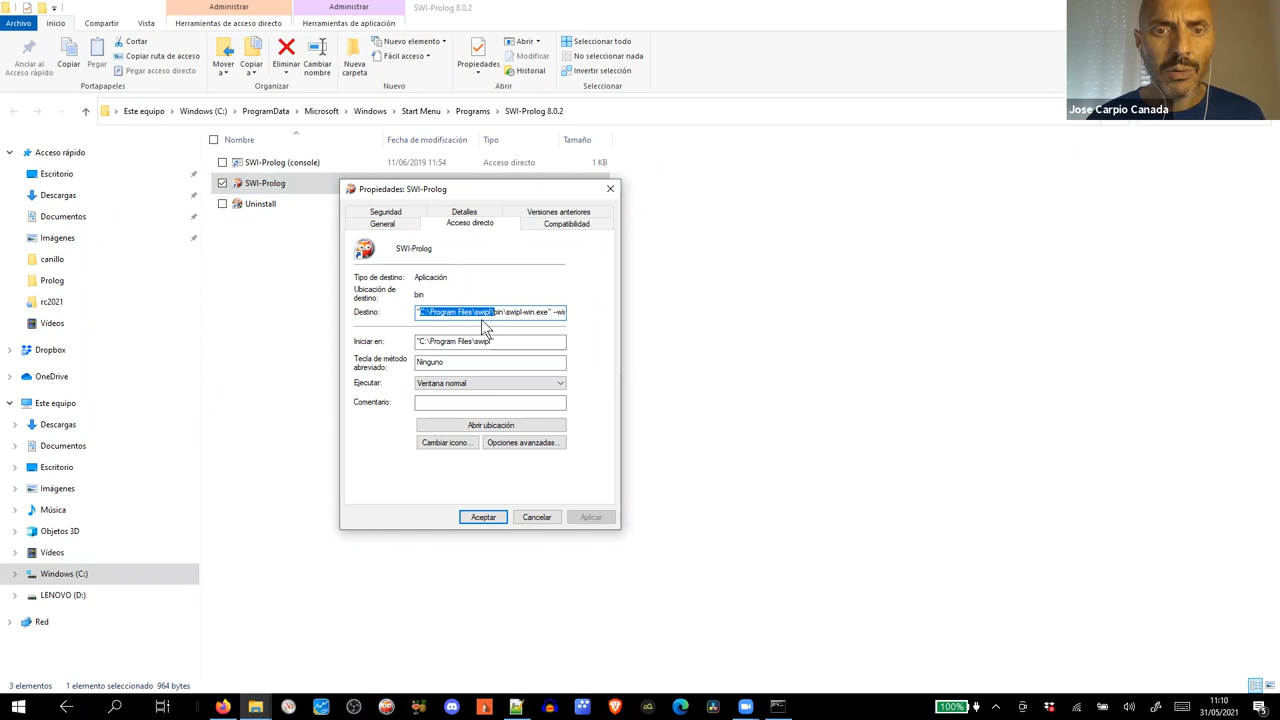 Administrar
Administrar
SWI-Prolog 8.0.2
Archivo
Inicio
Compartir
Vista
Herramientas de acceso directo
Herramientas de aplicación
Anclar al
Acceso rápido
Copiar
Pegar
Cortar
Copiar ruta de acceso
Pegar acceso directo
Portapapeles
Mover
a
Copiar
a
Eliminar
Cambiar
nombre
Organizar
Nueva
carpeta
Nuevo elemento
Fácil acceso
Nuevo
Propiedades
Abrir
Modificar
Historial
Abrir
Seleccionar todo
No seleccionar nada
Invertir selección
Seleccionar
Jose Carpio Canada
Este equipo
Windows (C:)
ProgramData
Microsoft
Windows
Start Menu
Programs
SWI-Prolog 8.0.2
Nombre
Fecha de modificación
Tipo
Tamaño
SWI-Prolog (console)
11/06/2019 11:54
Acceso directo
1 KB
SWI-Prolog
Uninstall
Acceso rápido
Escritorio
Descargas
Documentos
Imágenes
canillo
Prolog
rc2021
Vídeos
Dropbox
OneDrive
Este equipo
Descargas
Documentos
Escritorio
Imágenes
Música
Objetos 3D
Vídeos
Windows (C:)
LENOVO (D:)
Red
Propiedades: SWI-Prolog
Seguridad
Detalles
Versiones anteriores
General
Acceso directo
Compatibilidad
SWI-Prolog
Tipo de destino:
Aplicación
Ubicación de
destino:
bin
Destino:
"C:\Program Files\swipl\bin\swipl-win.exe" --wi
Iniciar en:
"C:\Program Files\swipl"
Tecla de método
abreviado:
Ninguno
Ejecutar:
Ventana normal
Comentario:
Abrir ubicación
Cambiar icono...
Opciones avanzadas...
Aceptar
Cancelar
Aplicar
3 elementos
1 elemento seleccionado 964 bytes
100%
11:10
31/05/2021
5